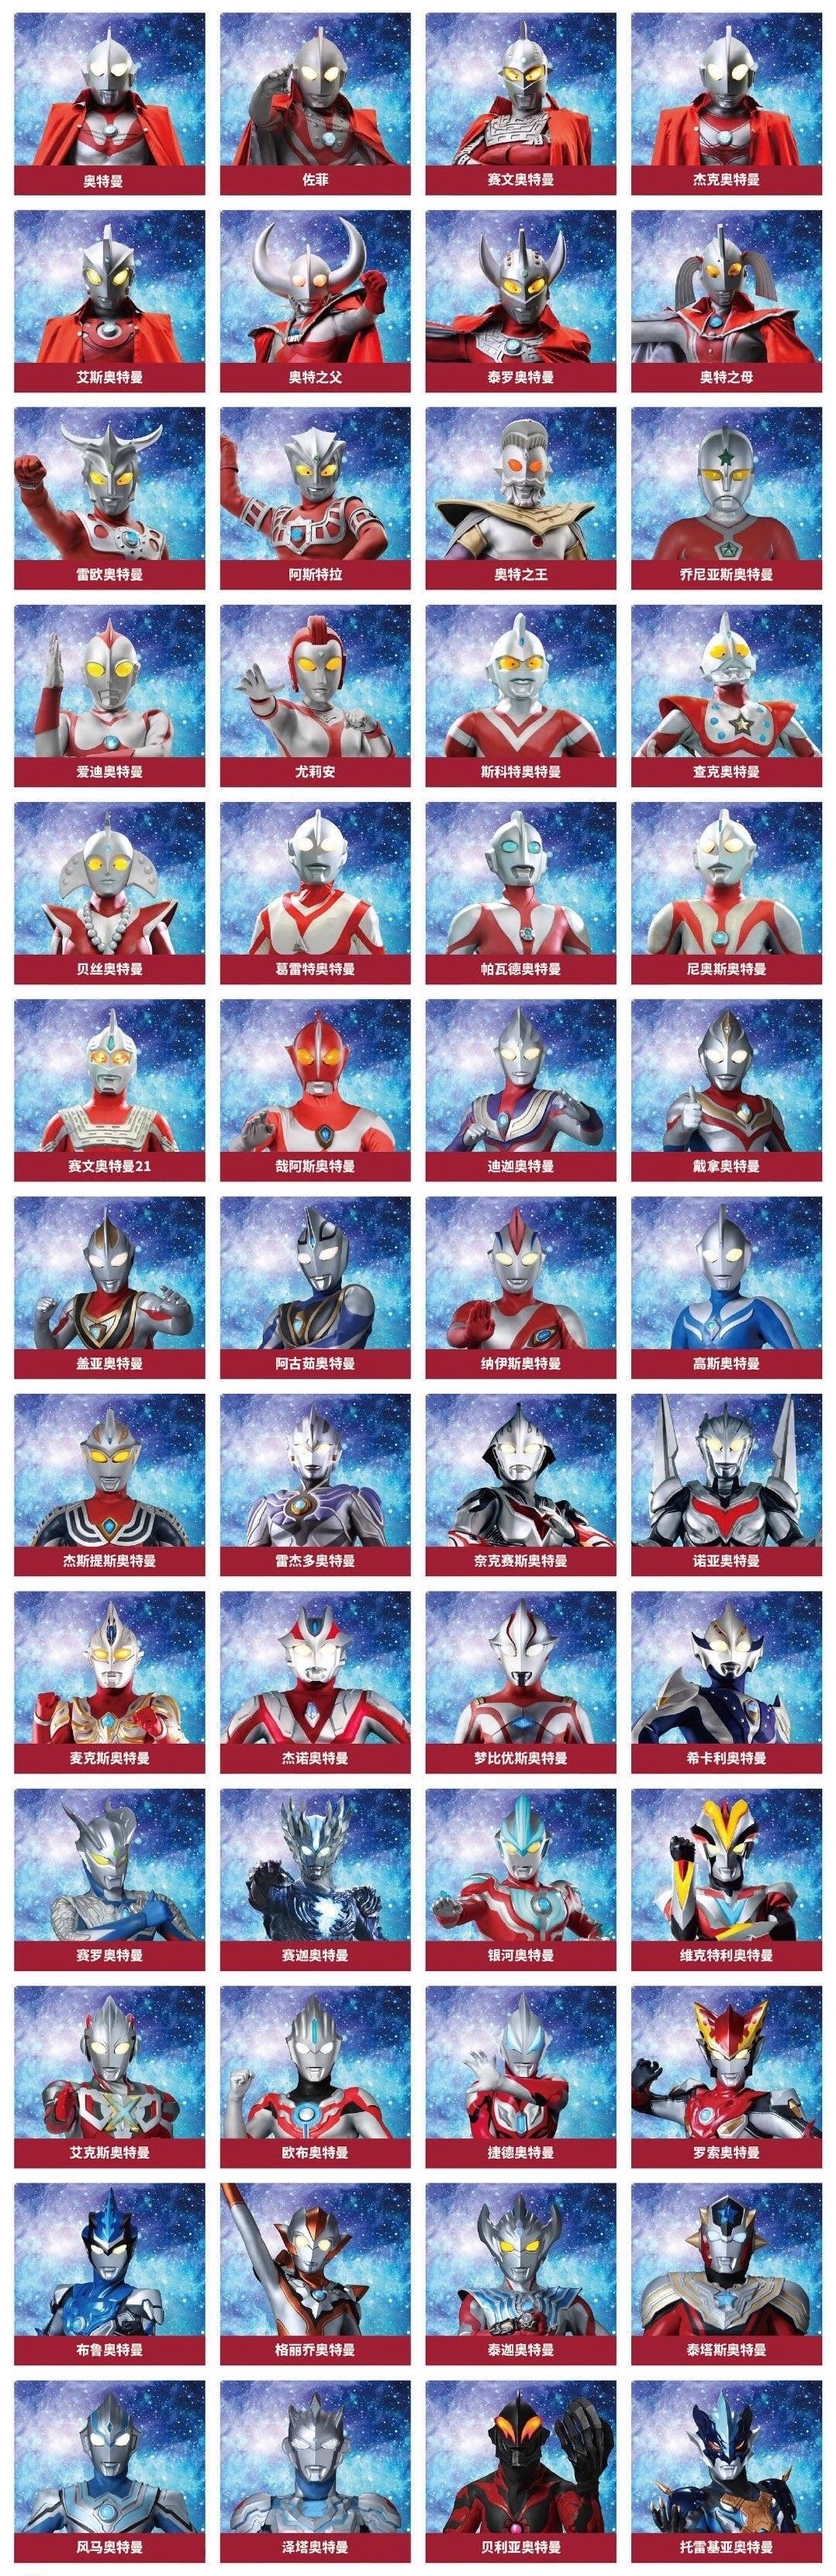 奥特曼
佐菲
赛文奥特曼
杰克奥特曼
艾斯奥特曼
奥特之父
泰罗奥特曼
奥特之母
雷欧奥特曼
阿斯特拉
奥特之王
乔尼亚斯奥特曼
爱迪奥特曼
尤莉安
斯科特奥特曼
查克奥特曼
贝丝奥特曼
葛雷特奥特曼
帕瓦德奥特曼
尼奥斯奥特曼
赛文奥特曼21
哉阿斯奥特曼
迪迦奥特曼
戴拿奥特曼
盖亚奥特曼
阿古茹奥特曼
纳伊斯奥特曼
高斯奥特曼
杰斯提斯奥特曼
雷杰多奥特曼
奈克赛斯奥特曼
诺亚奥特曼
麦克斯奥特曼
杰诺奥特曼
梦比优斯奥特曼
希卡利奥特曼
赛罗奥特曼
赛迦奥特曼
银河奥特曼
维克特利奥特曼
艾克斯奥特曼
欧布奥特曼
捷德奥特曼
罗索奥特曼
布鲁奥特曼
格丽乔奥特曼
泰迦奥特曼
泰塔斯奥特曼
风马奥特曼
泽塔奥特曼
贝利亚奥特曼
托雷基亚奥特曼